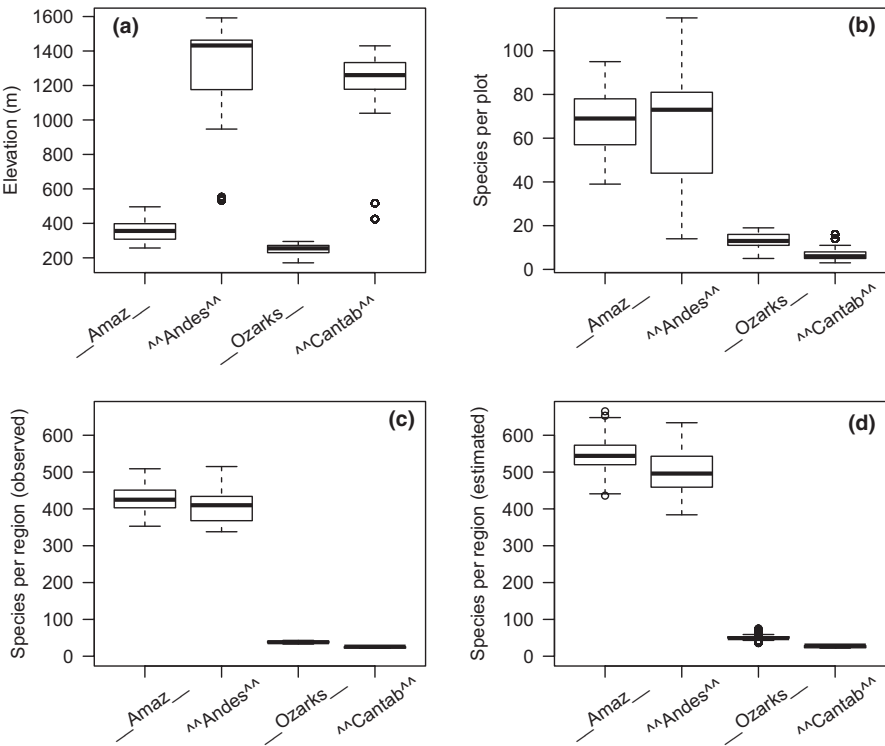 (a)
Elevation (m)
1600
1400
1200
1000
800
600
400
200
__Amaz__
^^Andes^^
__Ozarks__
^^Cantab^^
(b)
Species per plot
100
80
60
40
20
0
__Amaz__
^^Andes^^
__Ozarks__
^^Cantab^^
(c)
Species per region (observed)
600
500
400
300
200
100
0
__Amaz__
^^Andes^^
__Ozarks__
^^Cantab^^
(d)
Species per region (estimated)
600
500
400
300
200
100
0
__Amaz__
^^Andes^^
__Ozarks__
^^Cantab^^